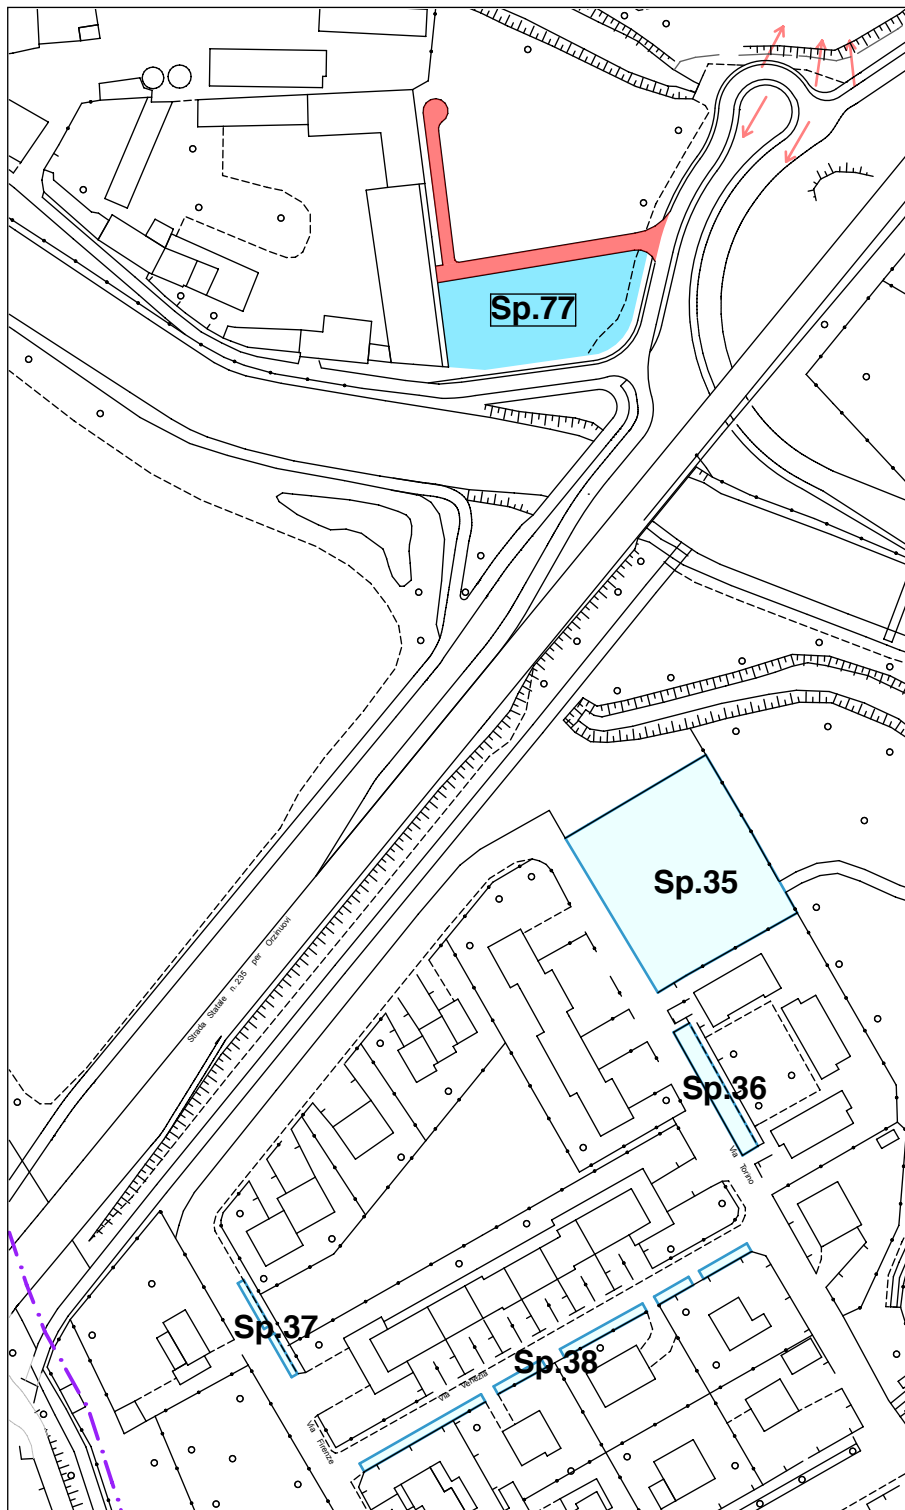 Sp.77
Sp.35
Strada Statale n. 235 per Orzinuovi
Sp.36
Via Torino
Sp.37
Sp.38
Via Venezia
Via Firenze